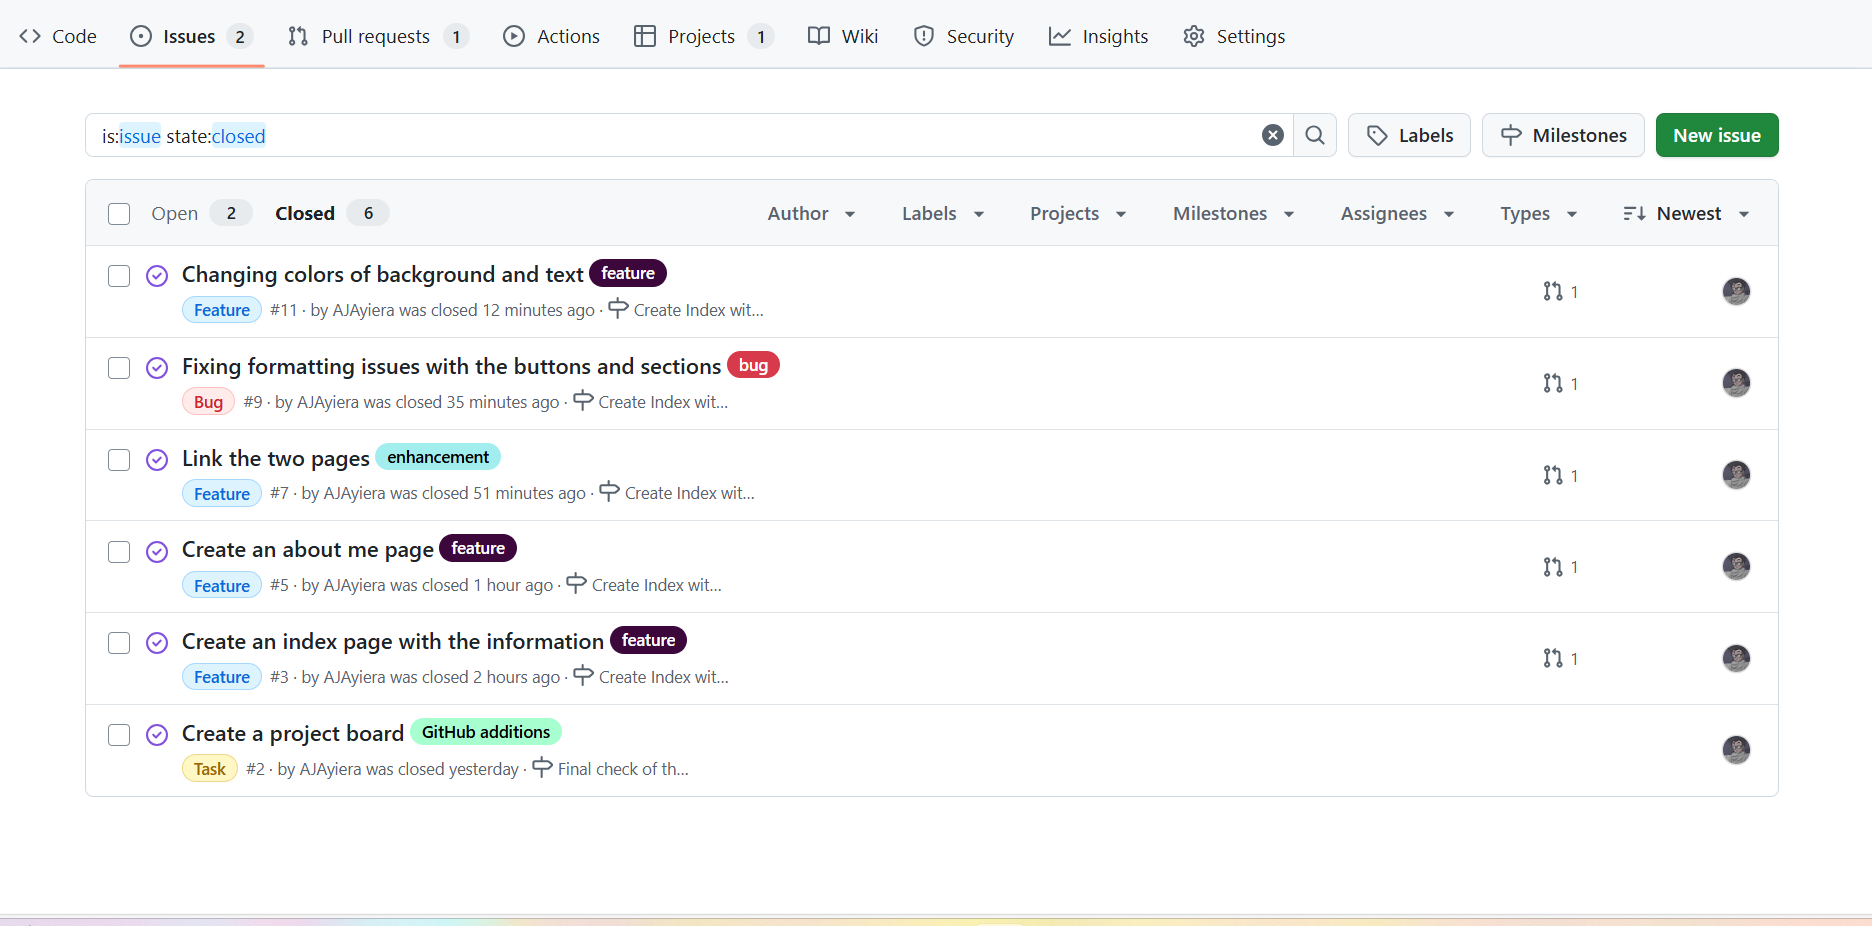 Code Issues 2 Pull requests 1 Actions Projects 1 Wiki Security Insights Settings
is:issue state:closed Labels Milestones New issue
Open 2 Closed 6 Author Labels Projects Milestones Assignees Types Newest
Changing colors of background and text feature
Feature #11 · by AJAyiera was closed 12 minutes ago · Create Index wit... 1
Fixing formatting issues with the buttons and sections bug
Bug #9 · by AJAyiera was closed 35 minutes ago · Create Index wit... 1
Link the two pages enhancement
Feature #7 · by AJAyiera was closed 51 minutes ago · Create Index wit... 1
Create an about me page feature
Feature #5 · by AJAyiera was closed 1 hour ago · Create Index wit... 1
Create an index page with the information feature
Feature #3 · by AJAyiera was closed 2 hours ago · Create Index wit... 1
Create a project board GitHub additions
Task #2 · by AJAyiera was closed yesterday · Final check of th...